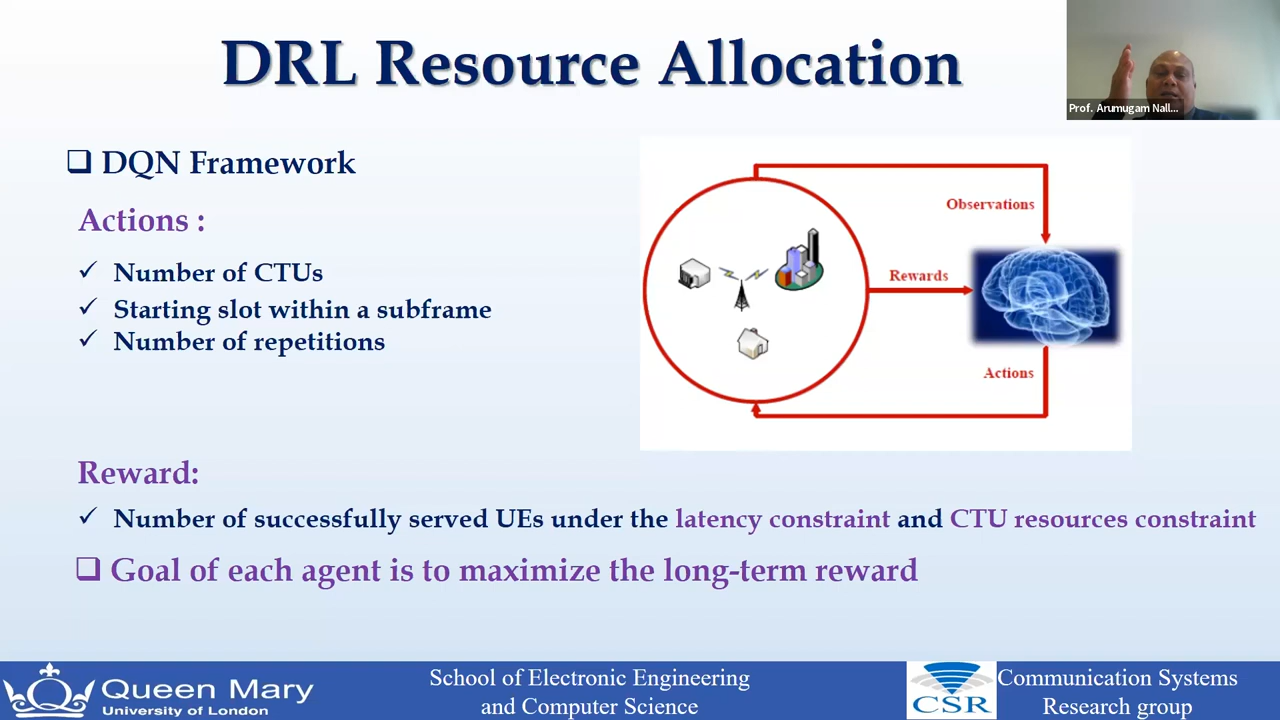 DRL Resource Allocation
Prof. Arumugam Nall...
DQN Framework
Actions :
Number of CTUs
Starting slot within a subframe
Number of repetitions
Observations
Rewards
Actions
Reward:
Number of successfully served UEs under the latency constraint and CTU resources constraint
Goal of each agent is to maximize the long-term reward
Queen Mary
University of London
School of Electronic Engineering
and Computer Science
CSR
Communication Systems
Research group